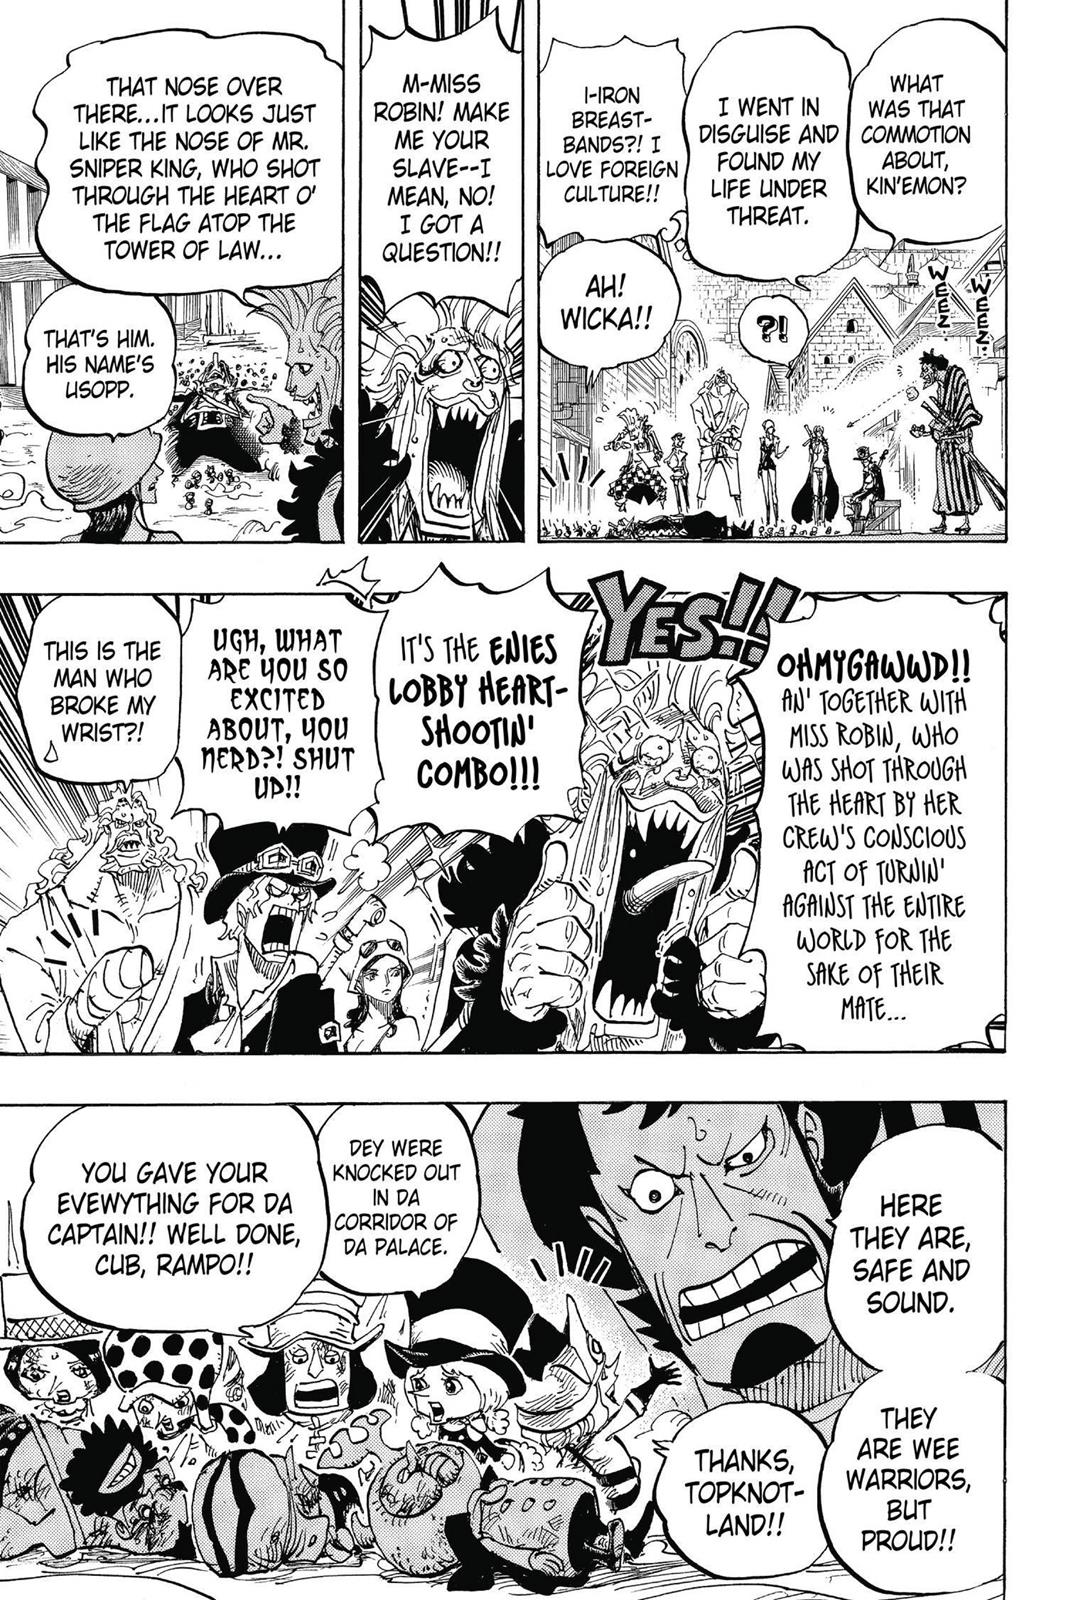 WHAT
WAS THAT
COMMOTION
ABOUT,
KIN'EMON?
I WENT IN
DISGUISE AND
FOUND MY
LIFE UNDER
THREAT.
I-IRON
BREAST-
BANDS?! I
LOVE FOREIGN
CULTURE!!
AH!
WICKA!!
?!
WEEZ..
WEEZ..
M-MISS
ROBIN! MAKE
ME YOUR
SLAVE--I
MEAN, NO!
I GOT A
QUESTION!!
THAT NOSE OVER
THERE...IT LOOKS JUST
LIKE THE NOSE OF MR.
SNIPER KING, WHO SHOT
THROUGH THE HEART O'
THE FLAG ATOP THE
TOWER OF LAW...
THAT'S HIM.
HIS NAME'S
USOPP.
OHMYGAWWD!!
AN' TOGETHER WITH
MISS ROBIN, WHO
WAS SHOT THROUGH
THE HEART BY HER
CREW'S CONSCIOUS
ACT OF TURNIN'
AGAINST THE ENTIRE
WORLD FOR THE
SAKE OF THEIR
MATE...
YES!!
IT'S THE ENIES
LOBBY HEART-
SHOOTIN'
COMBO!!!
UGH, WHAT
ARE YOU SO
EXCITED
ABOUT, YOU
NERD?! SHUT
UP!!
THIS IS THE
MAN WHO
BROKE MY
WRIST?!
HERE
THEY ARE,
SAFE AND
SOUND.
THEY
ARE WEE
WARRIORS,
BUT
PROUD!!
THANKS,
TOPKNOT-
LAND!!
DEY WERE
KNOCKED OUT
IN DA
CORRIDOR OF
DA PALACE.
YOU GAVE YOUR
EVEWYTHING FOR DA
CAPTAIN!! WELL DONE,
CUB, RAMPO!!